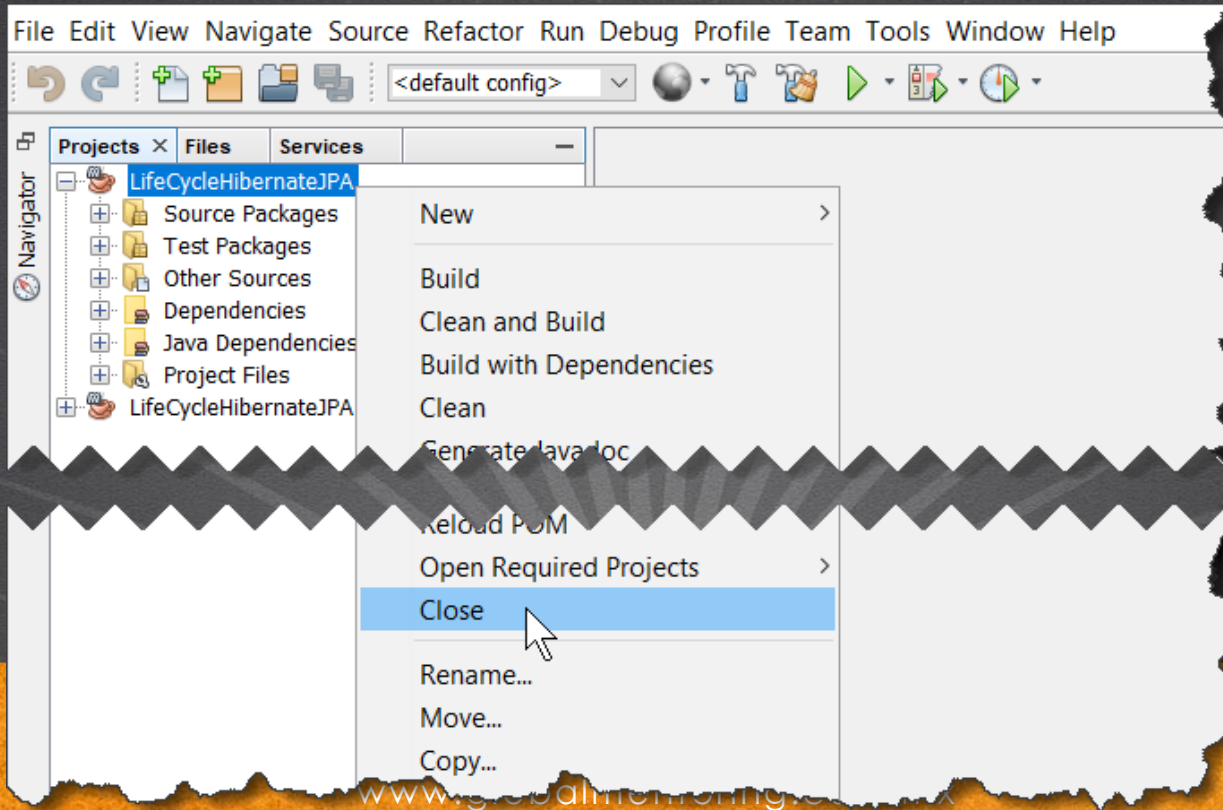 File Edit View Navigate Source Refactor Run Debug Profile Team Tools Window Help
<default config>
Projects Files Services
Navigator
LifeCycleHibernateJPA
Source Packages
Test Packages
Other Sources
Dependencies
Java Dependencies
Project Files
LifeCycleHibernateJPA
New
Build
Clean and Build
Build with Dependencies
Clean
Generate Javadoc
Reload POM
Open Required Projects
Close
Rename...
Move...
Copy...